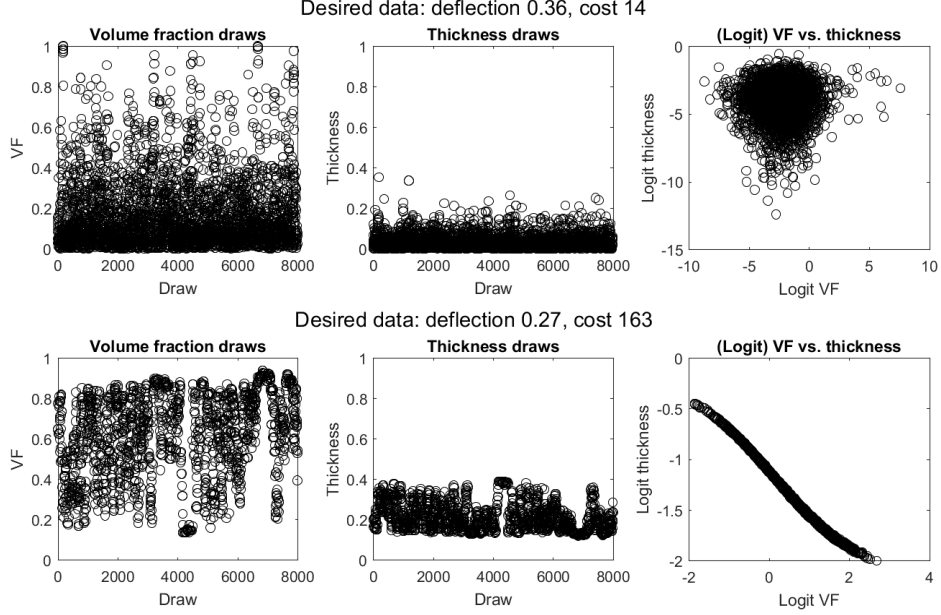 Desired data: deflection 0.36, cost 14
Volume fraction draws
Thickness draws
(Logit) VF vs. thickness
1
0.8
0.6
0.4
0.2
0
VF
0 2000 4000 6000 8000
Draw
1
0.8
0.6
0.4
0.2
0
Thickness
0 2000 4000 6000 8000
Draw
0
-5
-10
-15
Logit thickness
-10 -5 0 5 10
Logit VF
Desired data: deflection 0.27, cost 163
Volume fraction draws
Thickness draws
(Logit) VF vs. thickness
1
0.8
0.6
0.4
0.2
0
VF
0 2000 4000 6000 8000
Draw
1
0.8
0.6
0.4
0.2
0
Thickness
0 2000 4000 6000 8000
Draw
0
-0.5
-1
-1.5
-2
Logit thickness
-2 0 2 4
Logit VF